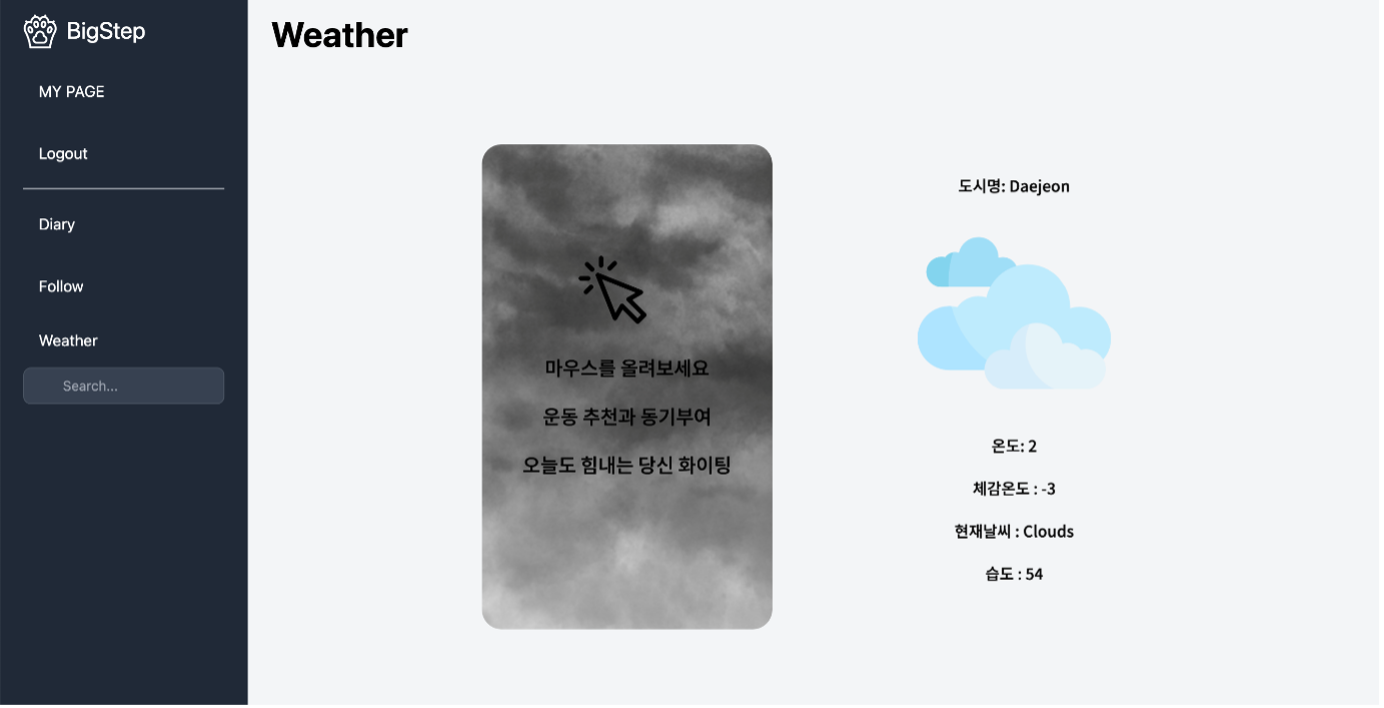 BigStep
MY PAGE
Logout
Diary
Follow
Weather
Search...
Weather
마우스를 올려보세요
운동 추천과 동기부여
오늘도 힘내는 당신 화이팅
도시명: Daejeon
온도: 2
체감온도 : -3
현재날씨 : Clouds
습도 : 54